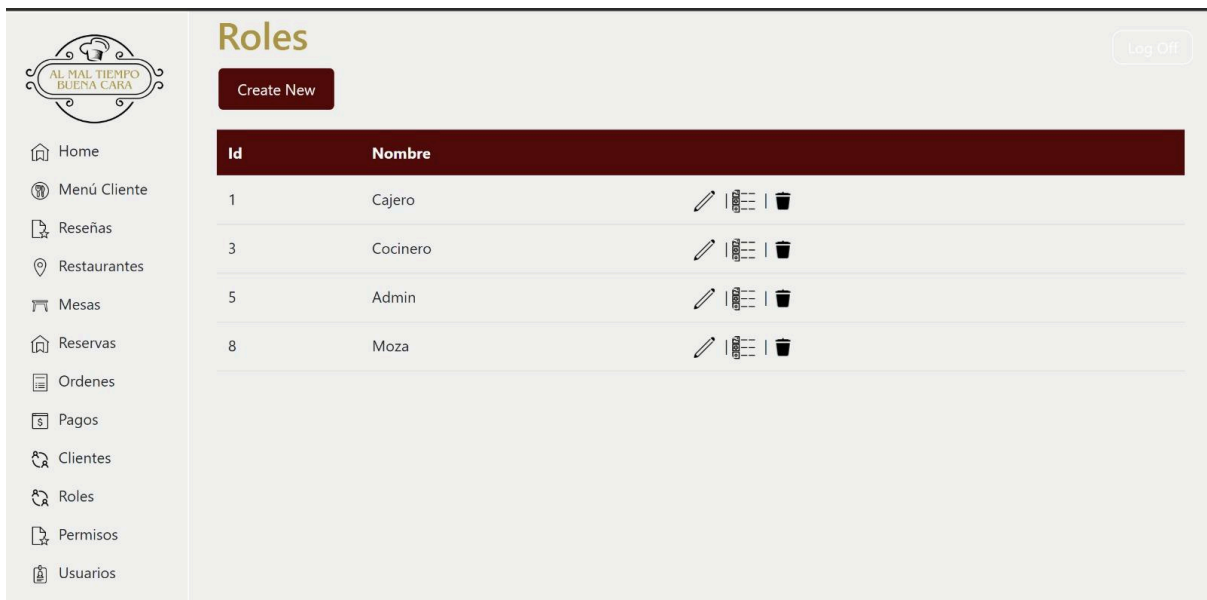 AL MAL TIEMPO
BUENA CARA
Home
Menú Cliente
Reseñas
Restaurantes
Mesas
Reservas
Ordenes
Pagos
Clientes
Roles
Permisos
Usuarios
Roles
Log Off
Create New
Id Nombre
1 Cajero | |
3 Cocinero | |
5 Admin | |
8 Moza | |